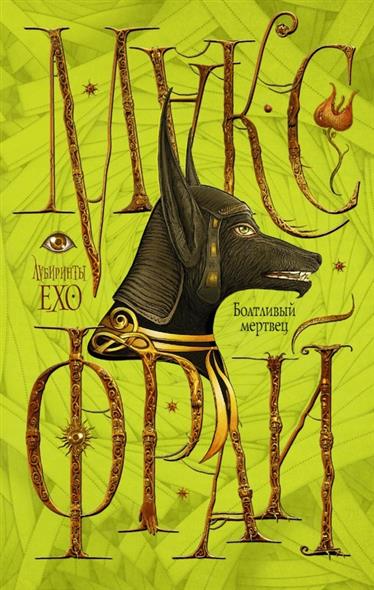 МАКС
Лабиринты
ЕХО
Болтливый
мертвец
ФРАЙ